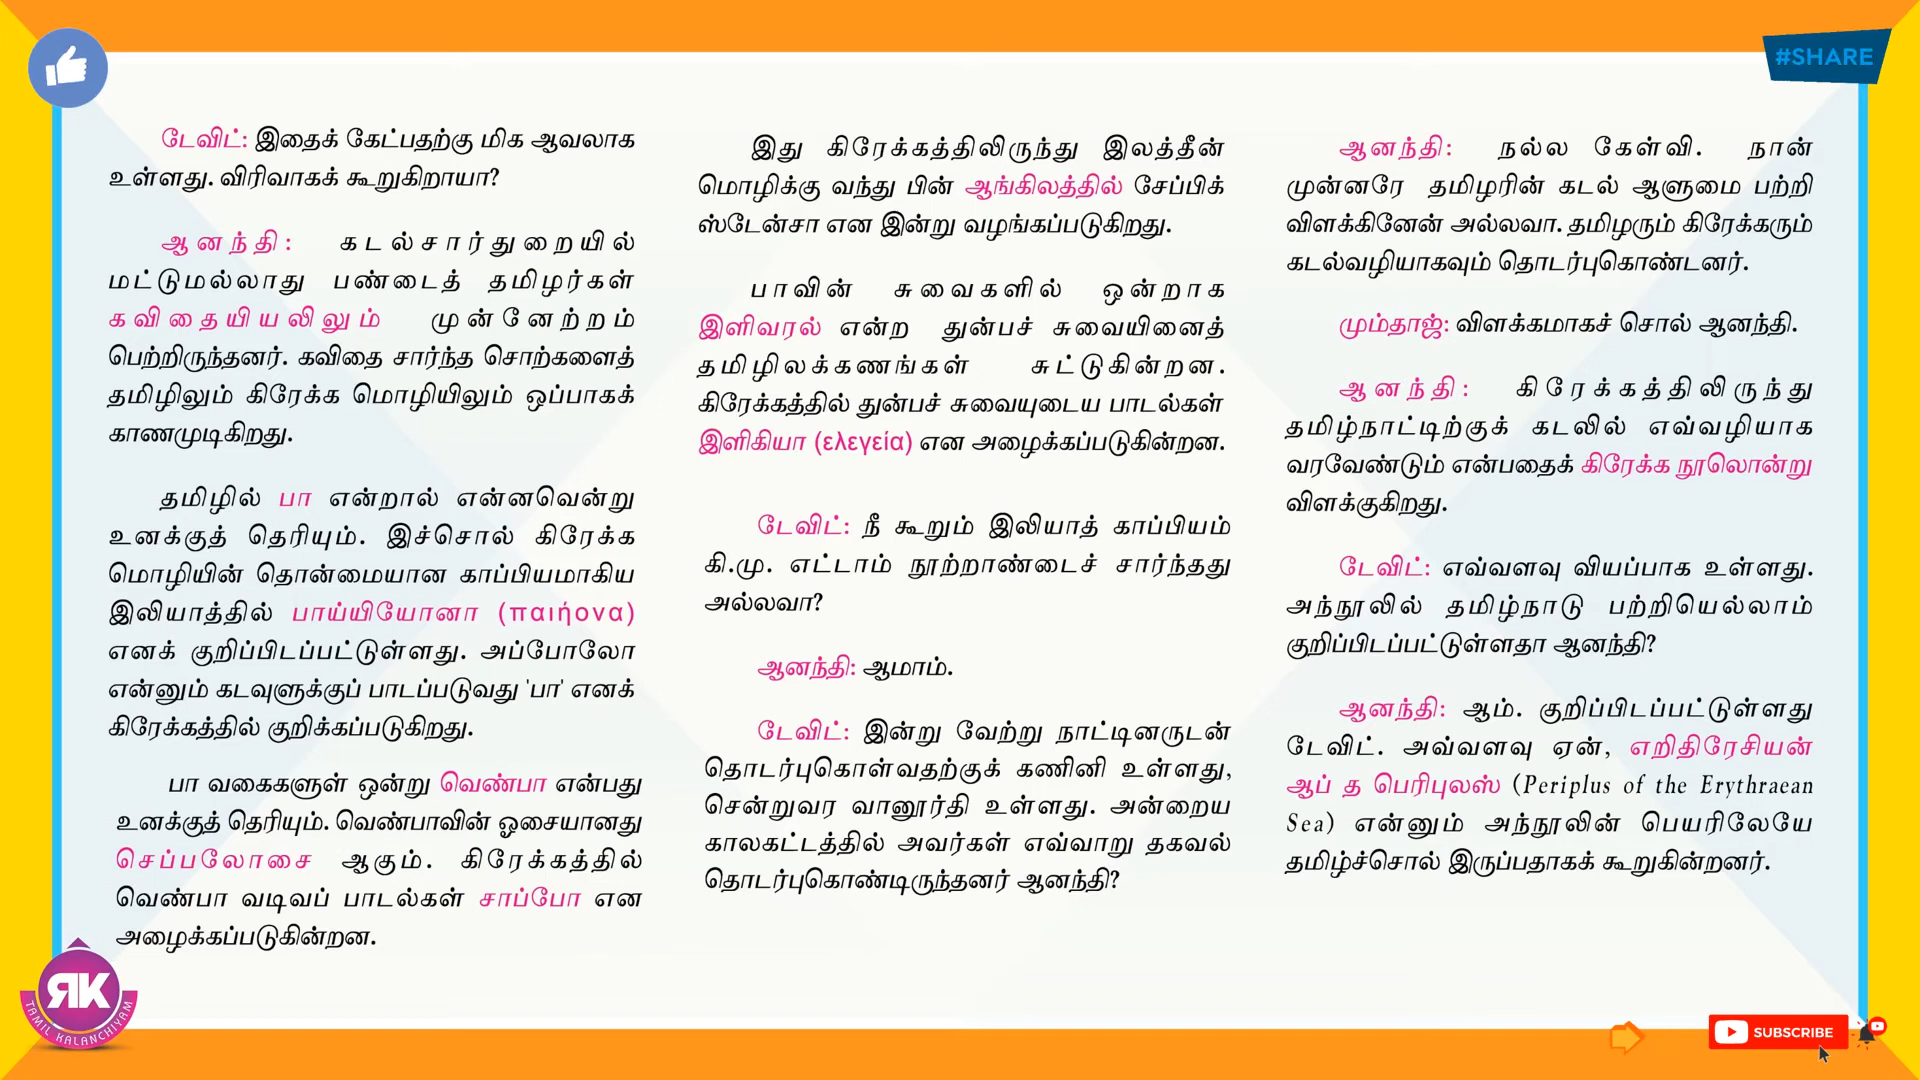 #SHARE
டேவிட்: இதைக் கேட்பதற்கு மிக ஆவலாக
உள்ளது. விரிவாகக் கூறுகிறாயா?
ஆனந்தி: கடல்சார்துறையில்
மட்டுமல்லாது பண்டைத் தமிழர்கள்
கவிதையியலிலும் முன்னேற்றம்
பெற்றிருந்தனர். கவிதை சார்ந்த சொற்களைத்
தமிழிலும் கிரேக்க மொழியிலும் ஒப்பாகக்
காணமுடிகிறது.
தமிழில் பா என்றால் என்னவென்று
உனக்குத் தெரியும். இச்சொல் கிரேக்க
மொழியின் தொன்மையான காப்பியமாகிய
இலியாத்தில் பாய்யியோனா (παιήονα)
எனக் குறிப்பிடப்பட்டுள்ளது. அப்போலோ
என்னும் கடவுளுக்குப் பாடப்படுவது 'பா' எனக்
கிரேக்கத்தில் குறிக்கப்படுகிறது.
பா வகைகளுள் ஒன்று வெண்பா என்பது
உனக்குத் தெரியும். வெண்பாவின் ஓசையானது
செப்பலோசை ஆகும். கிரேக்கத்தில்
வெண்பா வடிவப் பாடல்கள் சாப்போ என
அழைக்கப்படுகின்றன.
இது கிரேக்கத்திலிருந்து இலத்தீன்
மொழிக்கு வந்து பின் ஆங்கிலத்தில் சேப்பிக்
ஸ்டேன்சா என இன்று வழங்கப்படுகிறது.
பாவின் சுவைகளில் ஒன்றாக
இளிவரல் என்ற துன்பச் சுவையினைத்
தமிழிலக்கணங்கள் சுட்டுகின்றன.
கிரேக்கத்தில் துன்பச் சுவையுடைய பாடல்கள்
இளிகியா (ελεγεία) என அழைக்கப்படுகின்றன.
டேவிட்: நீ கூறும் இலியாத் காப்பியம்
கி.மு. எட்டாம் நூற்றாண்டைச் சார்ந்தது
அல்லவா?
ஆனந்தி: ஆமாம்.
டேவிட்: இன்று வேற்று நாட்டினருடன்
தொடர்புகொள்வதற்குக் கணினி உள்ளது,
சென்றுவர வானூர்தி உள்ளது. அன்றைய
காலகட்டத்தில் அவர்கள் எவ்வாறு தகவல்
தொடர்புகொண்டிருந்தனர் ஆனந்தி?
ஆனந்தி: நல்ல கேள்வி. நான்
முன்னரே தமிழரின் கடல் ஆளுமை பற்றி
விளக்கினேன் அல்லவா. தமிழரும் கிரேக்கரும்
கடல்வழியாகவும் தொடர்புகொண்டனர்.
மும்தாஜ்: விளக்கமாகச் சொல் ஆனந்தி.
ஆனந்தி: கிரேக்கத்திலிருந்து
தமிழ்நாட்டிற்குக் கடலில் எவ்வழியாக
வரவேண்டும் என்பதைக் கிரேக்க நூலொன்று
விளக்குகிறது.
டேவிட்: எவ்வளவு வியப்பாக உள்ளது.
அந்நூலில் தமிழ்நாடு பற்றியெல்லாம்
குறிப்பிடப்பட்டுள்ளதா ஆனந்தி?
ஆனந்தி: ஆம். குறிப்பிடப்பட்டுள்ளது
டேவிட். அவ்வளவு ஏன், எறிதிரேசியன்
ஆப் த பெரிபுலஸ் (Periplus of the Erythraean
Sea) என்னும் அந்நூலின் பெயரிலேயே
தமிழ்ச்சொல் இருப்பதாகக் கூறுகின்றனர்.
RK
TAMIL KALANCHIYAM
SUBSCRIBE